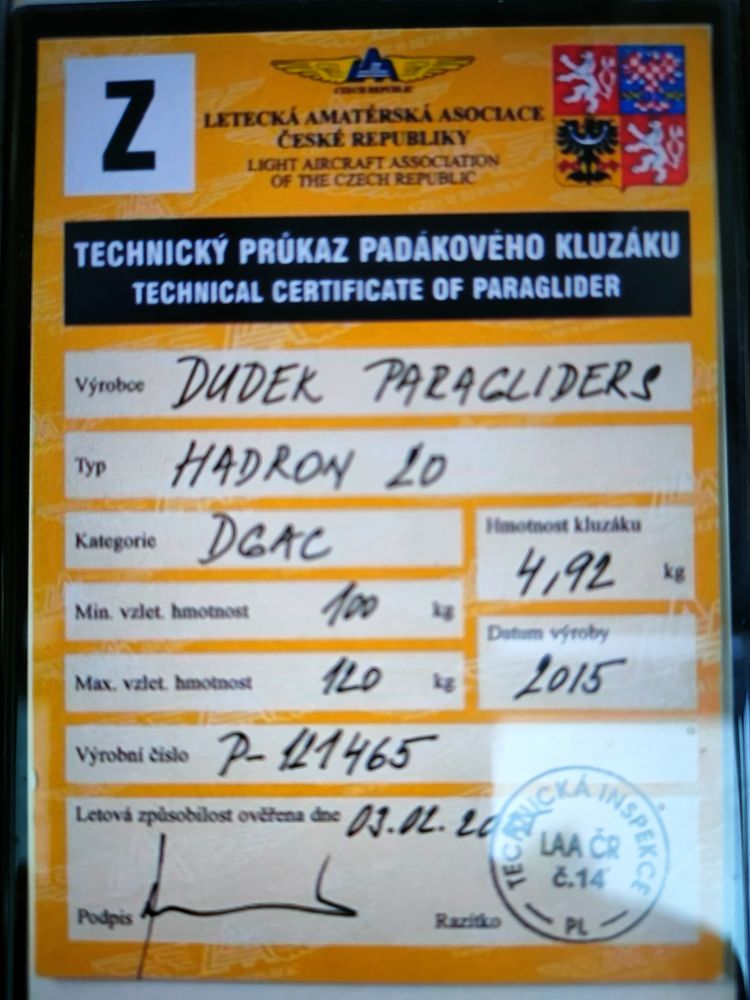 Z
CZECH REPUBLIC
LETECKÁ AMATÉRSKÁ ASOCIACE
ČESKÉ REPUBLIKY
LIGHT AIRCRAFT ASSOCIATION
OF THE CZECH REPUBLIC
TECHNICKÝ PRŮKAZ PADÁKOVÉHO KLUZÁKU
TECHNICAL CERTIFICATE OF PARAGLIDER
Výrobce DUDEK PARAGLIDERS
Typ HADRON 20
Kategorie DGAC
Hmotnost kluzáku
4,92 kg
Min. vzlet. hmotnost 100 kg
Datum výroby
2015
Max. vzlet. hmotnost 120 kg
Výrobní číslo
Letová způsobilost ověřena dne 03.02.20
TECHNICKÁ INSPEKCE
LAA ČR
č.14
PL
Podpis
Razítko